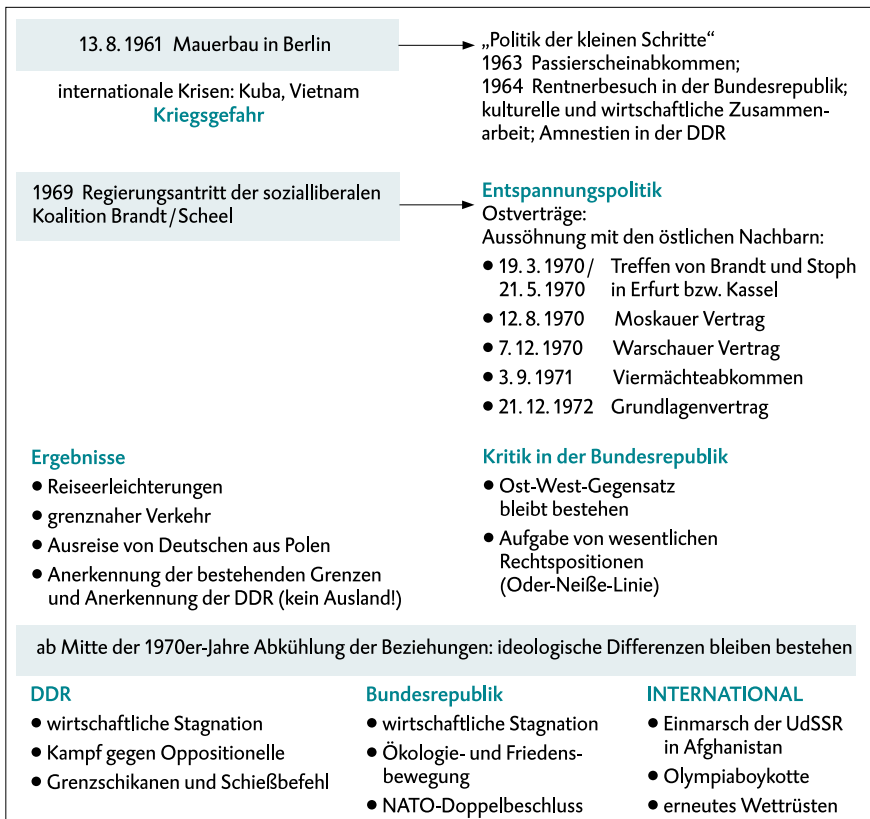 13. 8. 1961 Mauerbau in Berlin
internationale Krisen: Kuba, Vietnam
Kriegsgefahr
„Politik der kleinen Schritte“
1963 Passierscheinabkommen;
1964 Rentnerbesuch in der Bundesrepublik;
kulturelle und wirtschaftliche Zusammen-
arbeit; Amnestien in der DDR
1969 Regierungsantritt der sozialliberalen
Koalition Brandt/Scheel
Entspannungspolitik
Ostverträge:
Aussöhnung mit den östlichen Nachbarn:
• 19. 3. 1970/ Treffen von Brandt und Stoph
21. 5. 1970 in Erfurt bzw. Kassel
• 12. 8. 1970 Moskauer Vertrag
• 7. 12. 1970 Warschauer Vertrag
• 3. 9. 1971 Viermächteabkommen
• 21. 12. 1972 Grundlagenvertrag
Ergebnisse
• Reiseerleichterungen
• grenznaher Verkehr
• Ausreise von Deutschen aus Polen
• Anerkennung der bestehenden Grenzen
und Anerkennung der DDR (kein Ausland!)
Kritik in der Bundesrepublik
• Ost-West-Gegensatz
bleibt bestehen
• Aufgabe von wesentlichen
Rechtspositionen
(Oder-Neiße-Linie)
ab Mitte der 1970er-Jahre Abkühlung der Beziehungen: ideologische Differenzen bleiben bestehen
DDR
• wirtschaftliche Stagnation
• Kampf gegen Oppositionelle
• Grenzschikanen und Schießbefehl
Bundesrepublik
• wirtschaftliche Stagnation
• Ökologie- und Friedens-
bewegung
• NATO-Doppelbeschluss
INTERNATIONAL
• Einmarsch der UdSSR
in Afghanistan
• Olympiaboykotte
• erneutes Wettrüsten